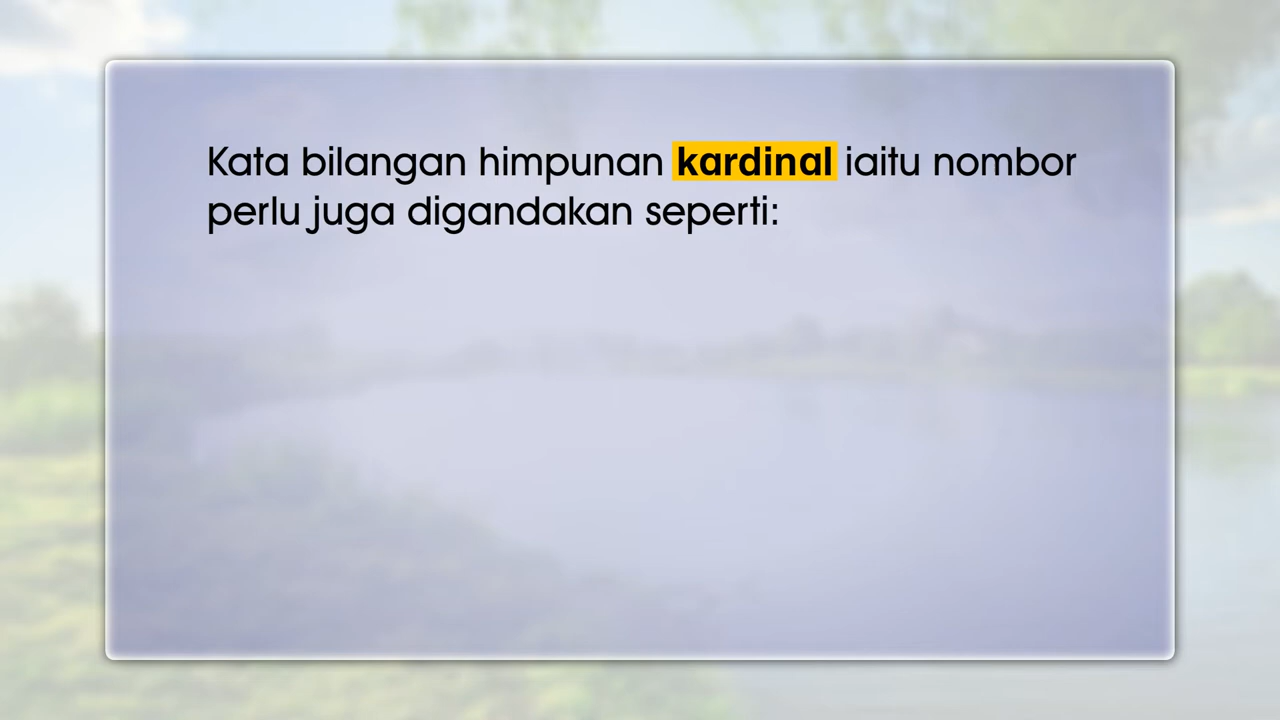 Kata bilangan himpunan kardinal iaitu nombor
perlu juga digandakan seperti: